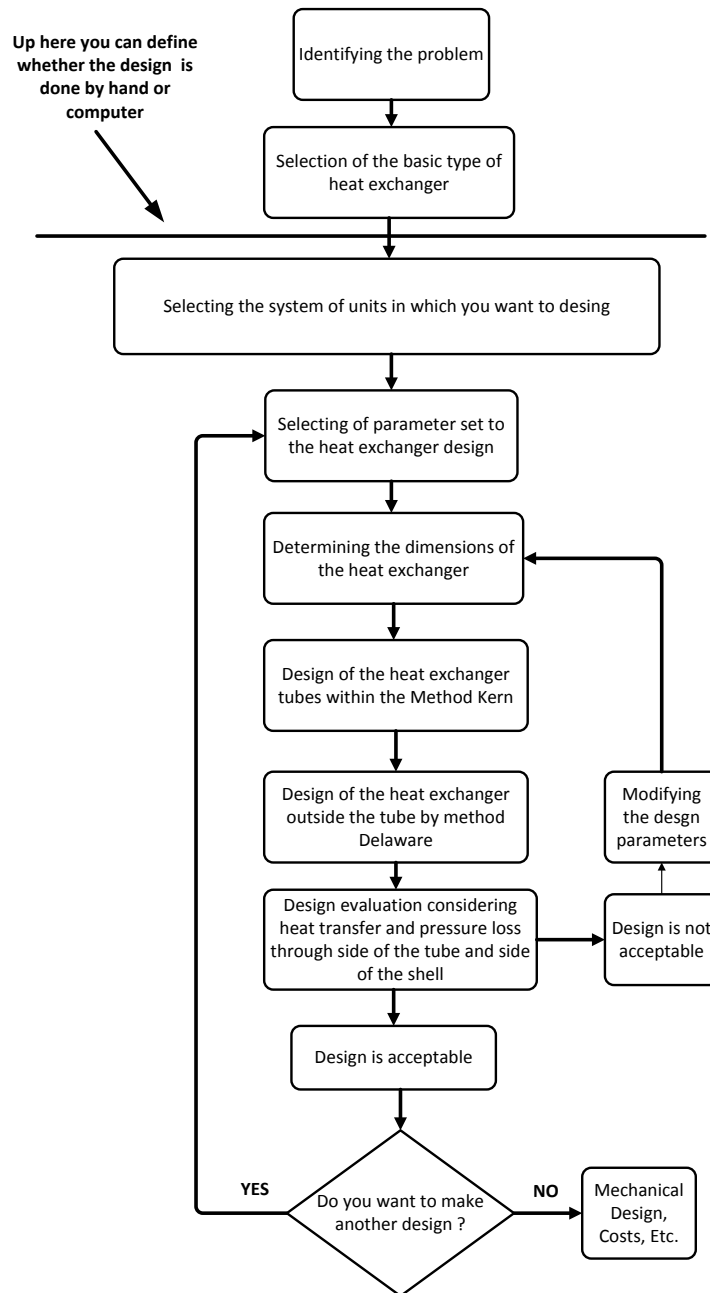 Up here you can define
whether the design is
done by hand or
computer
Identifying the problem
Selection of the basic type of
heat exchanger
Selecting the system of units in which you want to desing
Selecting of parameter set to
the heat exchanger design
Determining the dimensions of
the heat exchanger
Design of the heat exchanger
tubes within the Method Kern
Design of the heat exchanger
outside the tube by method
Delaware
Modifying
the desgn
parameters
Design evaluation considering
heat transfer and pressure loss
through side of the tube and side
of the shell
Design is not
acceptable
Design is acceptable
YES
Do you want to make
another design ?
NO
Mechanical
Design,
Costs, Etc.